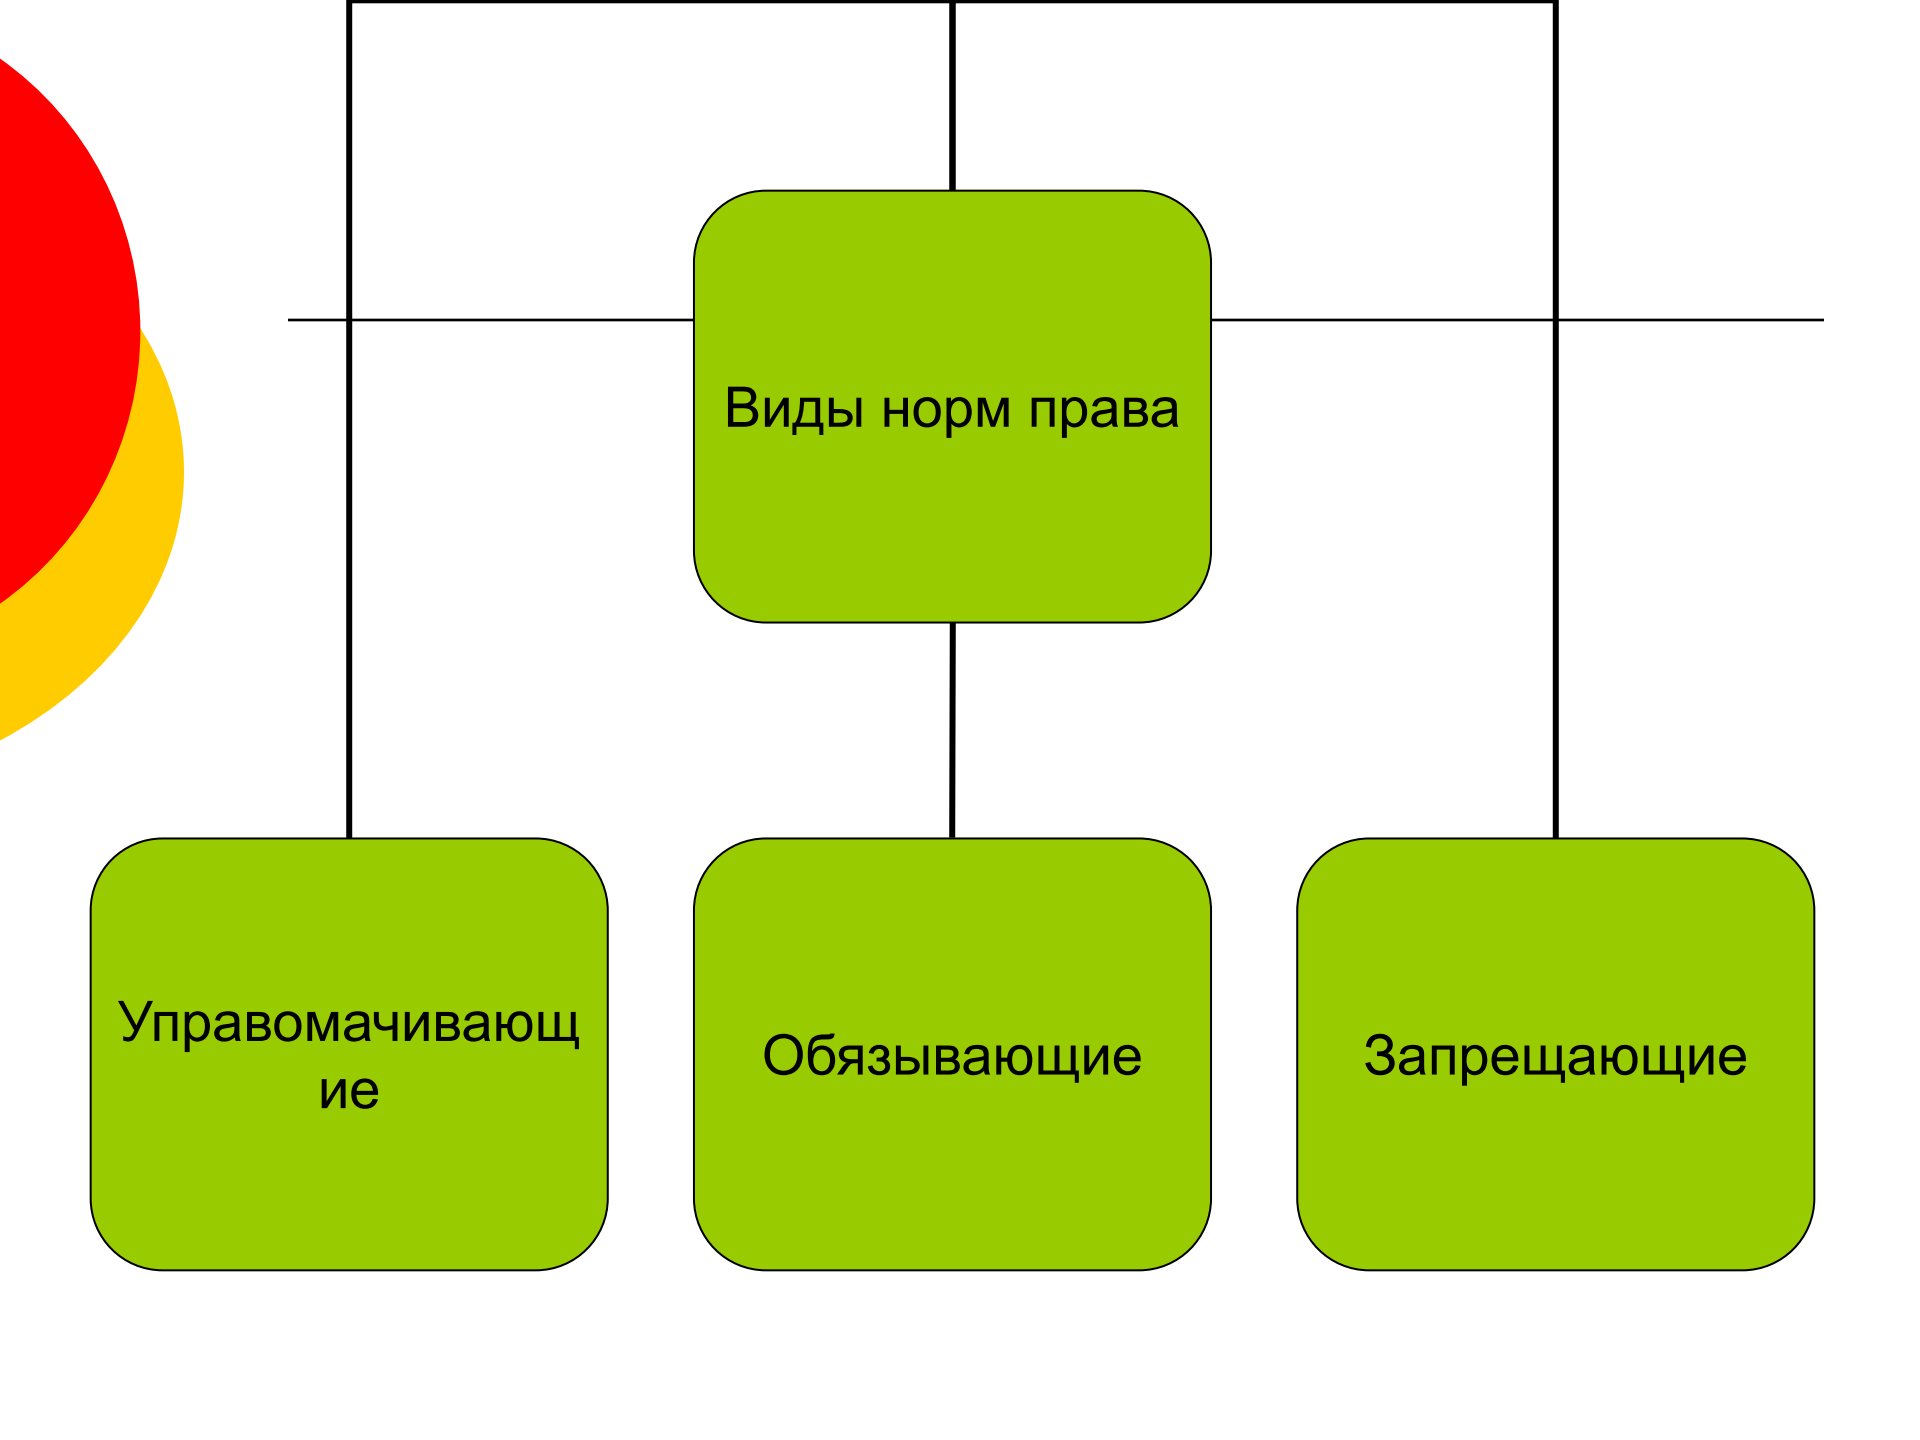 Виды норм права
Управомачивающ
ие
Обязывающие
Запрещающие